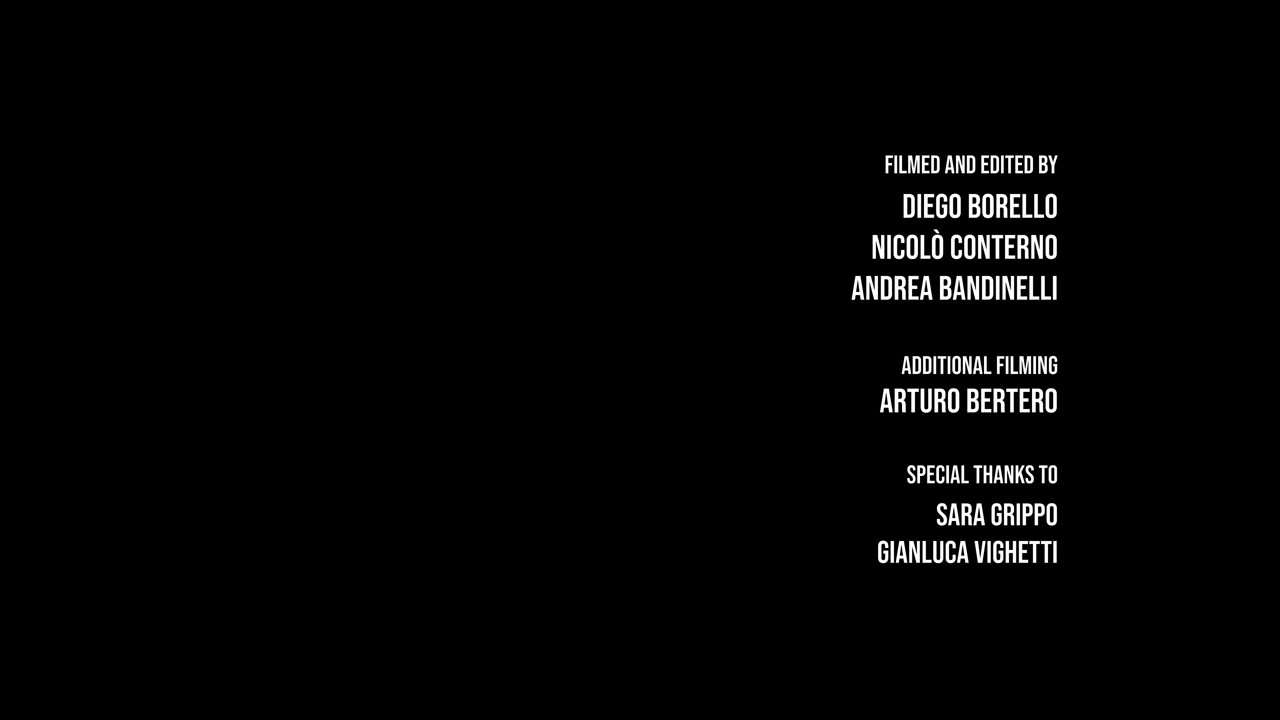 FILMED AND EDITED BY
DIEGO BORELLO
NICOLÒ CONTERNO
ANDREA BANDINELLI
ADDITIONAL FILMING
ARTURO BERTERO
SPECIAL THANKS TO
SARA GRIPPO
GIANLUCA VIGHETTI